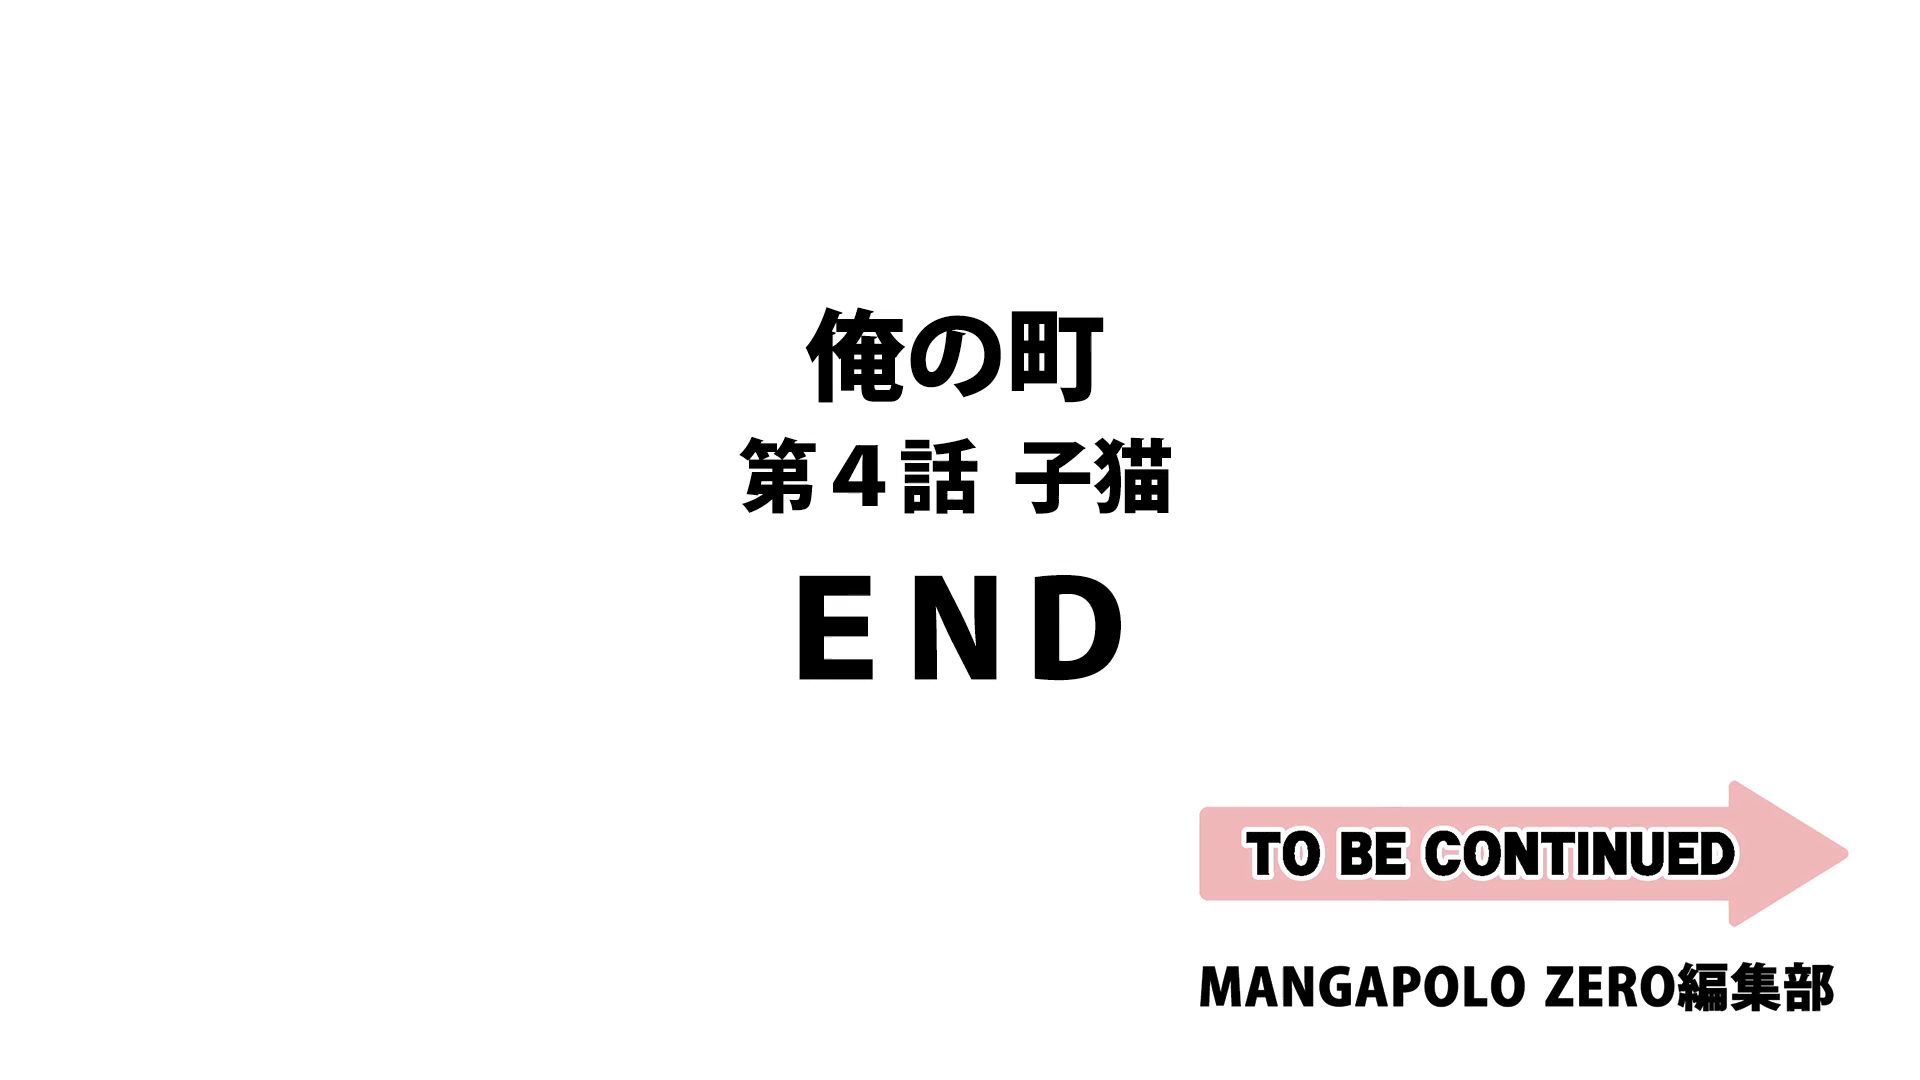 俺の町
第4話 子猫
END
TO BE CONTINUED
MANGAPOLO ZERO編集部